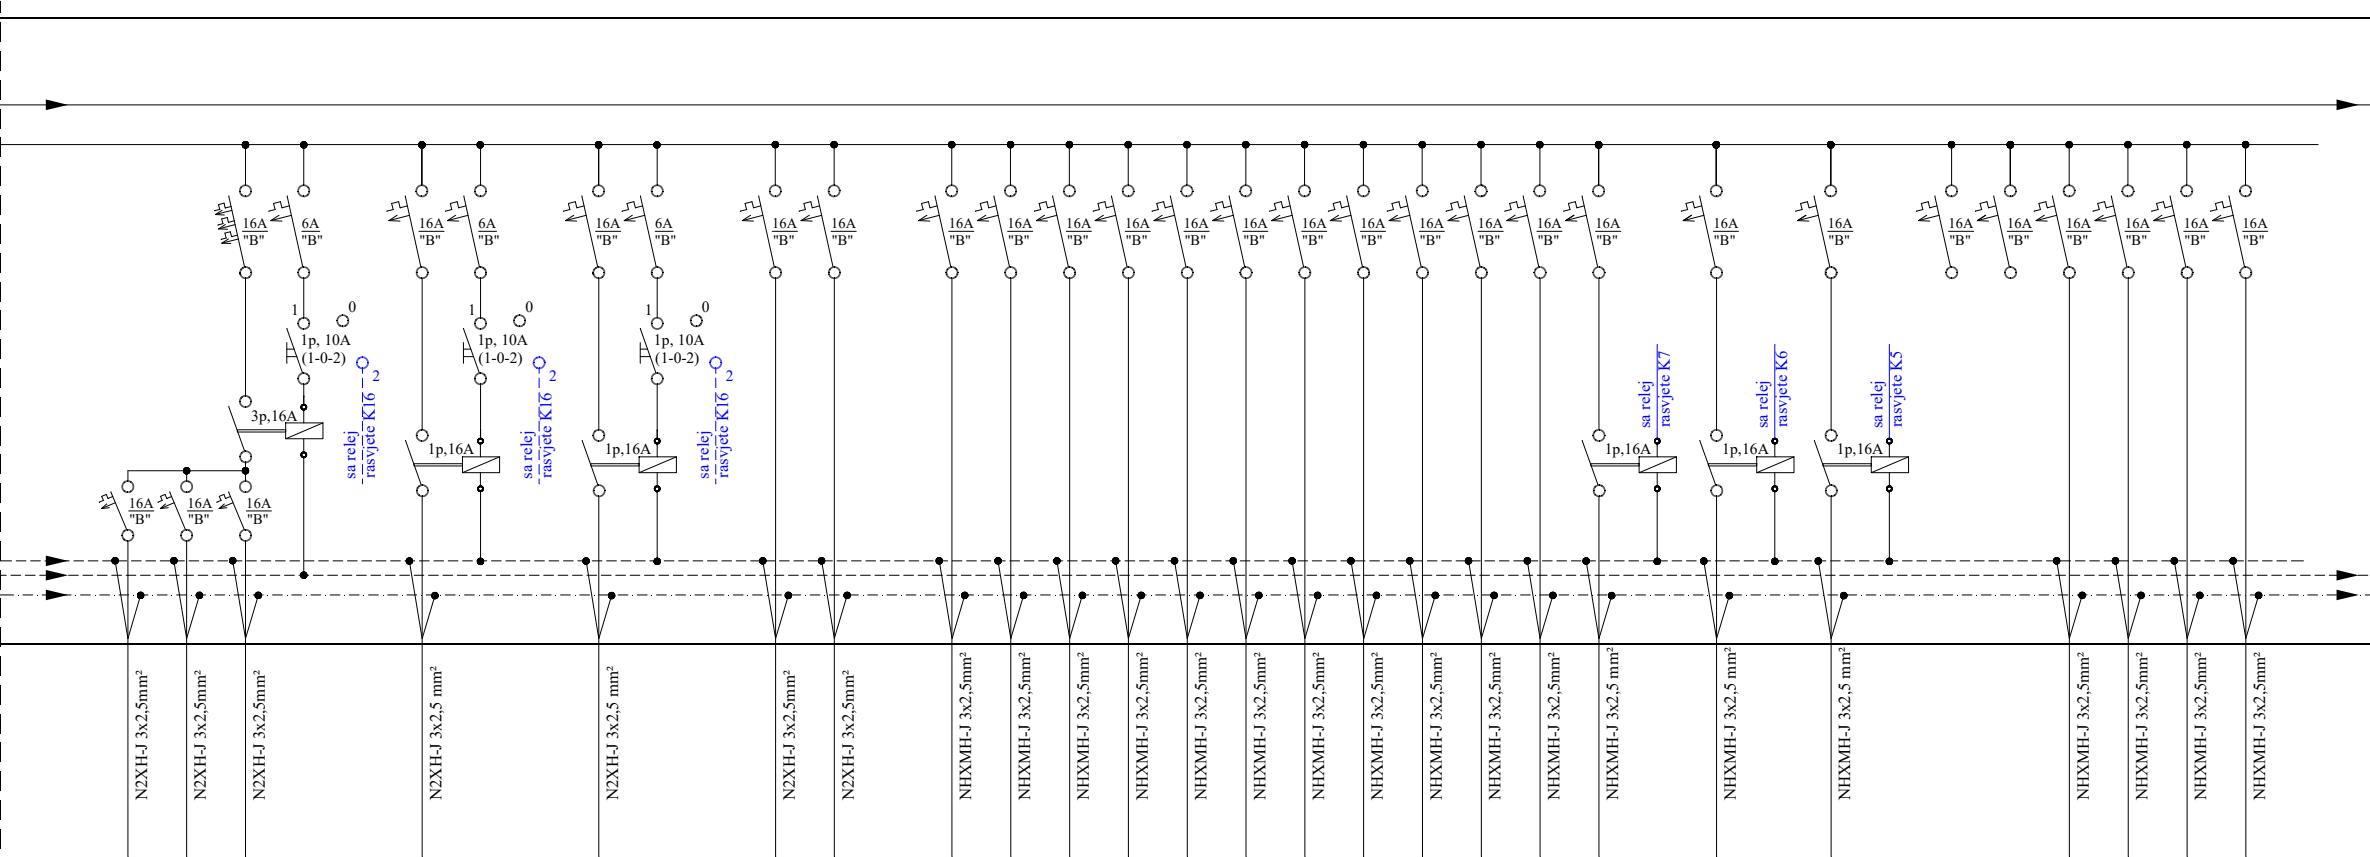 16A
"B"
6A
"B"
16A
"B"
6A
"B"
16A
"B"
6A
"B"
16A
"B"
16A
"B"
16A
"B"
16A
"B"
16A
"B"
16A
"B"
16A
"B"
16A
"B"
16A
"B"
16A
"B"
16A
"B"
16A
"B"
16A
"B"
16A
"B"
16A
"B"
16A
"B"
16A
"B"
16A
"B"
16A
"B"
16A
"B"
16A
"B"
16A
"B"
1
0
1p, 10A
(1-0-2)
2
1
0
1p, 10A
(1-0-2)
2
1
0
1p, 10A
(1-0-2)
2
3p,16A
sa relej
rasvjete K16
1p,16A
sa relej
rasvjete K16
1p,16A
sa relej
rasvjete K16
1p,16A
sa relej
rasvjete K7
1p,16A
sa relej
rasvjete K6
1p,16A
sa relej
rasvjete K5
16A
"B"
16A
"B"
16A
"B"
N2XH-J 3x2,5mm²
N2XH-J 3x2,5mm²
N2XH-J 3x2,5mm²
N2XH-J 3x2,5 mm²
N2XH-J 3x2,5 mm²
N2XH-J 3x2,5mm²
N2XH-J 3x2,5mm²
NHXMH-J 3x2,5mm²
NHXMH-J 3x2,5mm²
NHXMH-J 3x2,5mm²
NHXMH-J 3x2,5mm²
NHXMH-J 3x2,5mm²
NHXMH-J 3x2,5mm²
NHXMH-J 3x2,5mm²
NHXMH-J 3x2,5mm²
NHXMH-J 3x2,5mm²
NHXMH-J 3x2,5mm²
NHXMH-J 3x2,5mm²
NHXMH-J 3x2,5 mm²
NHXMH-J 3x2,5 mm²
NHXMH-J 3x2,5 mm²
NHXMH-J 3x2,5mm²
NHXMH-J 3x2,5mm²
NHXMH-J 3x2,5mm²
NHXMH-J 3x2,5mm²